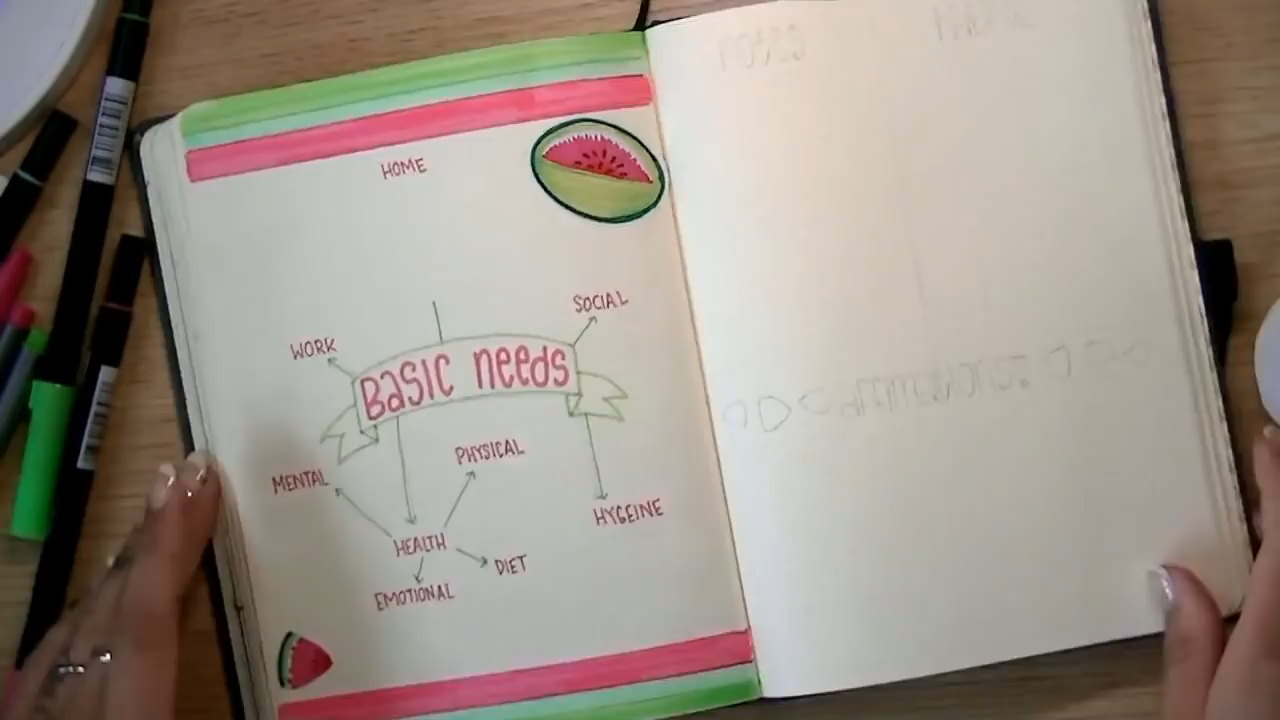 HOME
SOCIAL
WORK
BASIC NEEDS
PHYSICAL
MENTAL
HYGEINE
HEALTH
DIET
EMOTIONAL